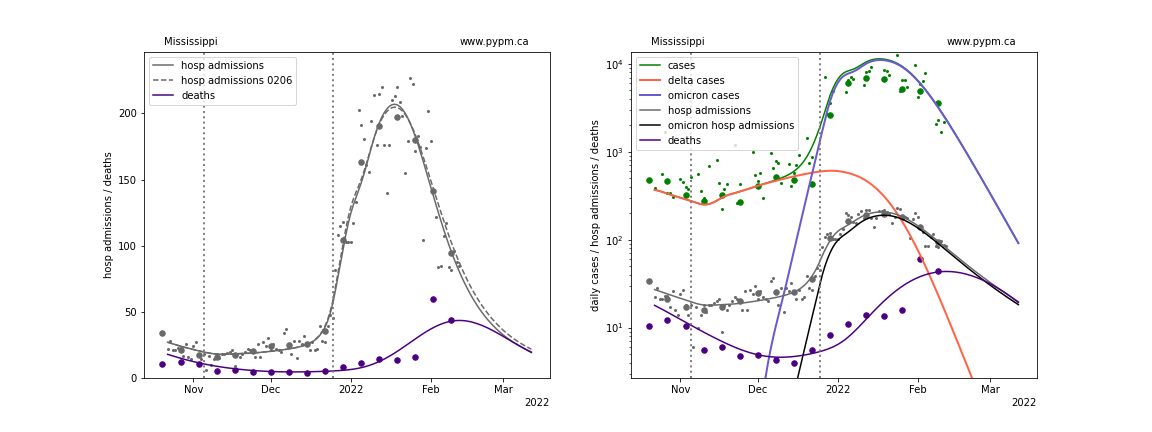 Mississippi www.pypm.ca
hosp admissions
hosp admissions 0206
deaths
hosp admissions / deaths
200
150
100
50
0
Nov Dec 2022 Feb Mar
2022
Mississippi www.pypm.ca
cases
delta cases
omicron cases
hosp admissions
omicron hosp admissions
deaths
daily cases / hosp admissions / deaths
10⁴
10³
10²
10¹
Nov Dec 2022 Feb Mar
2022